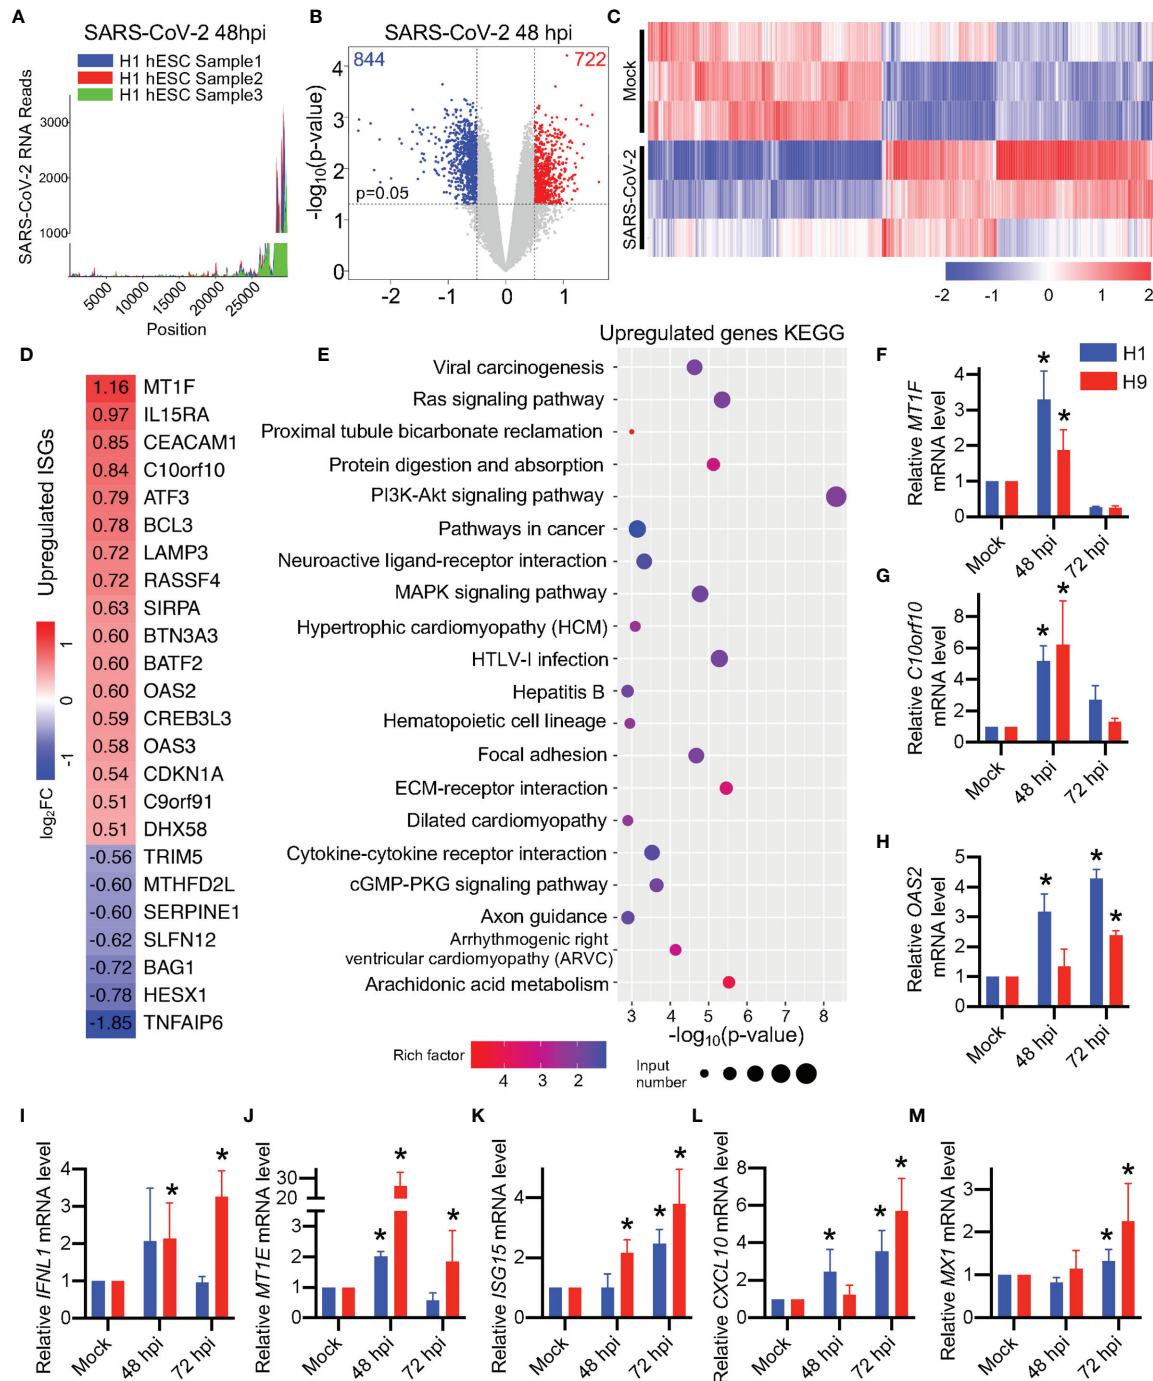 A
SARS-CoV-2 48hpi
H1 hESC Sample1
H1 hESC Sample2
H1 hESC Sample3
SARS-CoV-2 RNA Reads
3000
2000
1000
5000
10000
15000
20000
25000
Position
B
SARS-CoV-2 48 hpi
844
722
-log10(p-value)
4
3
2
1
0
p=0.05
-2
-1
0
1
C
Mock
SARS-CoV-2
-2
-1
0
1
2
D
Upregulated ISGs
log2FC
1
0
-1
1.16 MT1F
0.97 IL15RA
0.85 CEACAM1
0.84 C10orf10
0.79 ATF3
0.78 BCL3
0.72 LAMP3
0.72 RASSF4
0.63 SIRPA
0.60 BTN3A3
0.60 BATF2
0.60 OAS2
0.59 CREB3L3
0.58 OAS3
0.54 CDKN1A
0.51 C9orf91
0.51 DHX58
-0.56 TRIM5
-0.60 MTHFD2L
-0.60 SERPINE1
-0.62 SLFN12
-0.72 BAG1
-0.78 HESX1
-1.85 TNFAIP6
E
Upregulated genes KEGG
Viral carcinogenesis
Ras signaling pathway
Proximal tubule bicarbonate reclamation
Protein digestion and absorption
PI3K-Akt signaling pathway
Pathways in cancer
Neuroactive ligand-receptor interaction
MAPK signaling pathway
Hypertrophic cardiomyopathy (HCM)
HTLV-I infection
Hepatitis B
Hematopoietic cell lineage
Focal adhesion
ECM-receptor interaction
Dilated cardiomyopathy
Cytokine-cytokine receptor interaction
cGMP-PKG signaling pathway
Axon guidance
Arrhythmogenic right
ventricular cardiomyopathy (ARVC)
Arachidonic acid metabolism
3 4 5 6 7 8
-log10(p-value)
Rich factor
4 3 2
Input
number
F
H1
H9
Relative MT1F
mRNA level
4
3
2
1
0
*
*
Mock
48 hpi
72 hpi
G
Relative C10orf10
mRNA level
8
6
4
2
0
*
*
Mock
48 hpi
72 hpi
H
Relative OAS2
mRNA level
5
4
3
2
1
0
*
*
*
Mock
48 hpi
72 hpi
I
Relative IFNL1 mRNA level
4
3
2
1
0
*
*
Mock
48 hpi
72 hpi
J
Relative MT1E mRNA level
30
20
3
2
1
0
*
*
*
Mock
48 hpi
72 hpi
K
Relative ISG15 mRNA level
4
2
0
*
*
*
Mock
48 hpi
72 hpi
L
Relative CXCL10 mRNA level
8
6
4
2
0
*
*
*
Mock
48 hpi
72 hpi
M
Relative MX1 mRNA level
3
2
1
0
*
*
Mock
48 hpi
72 hpi